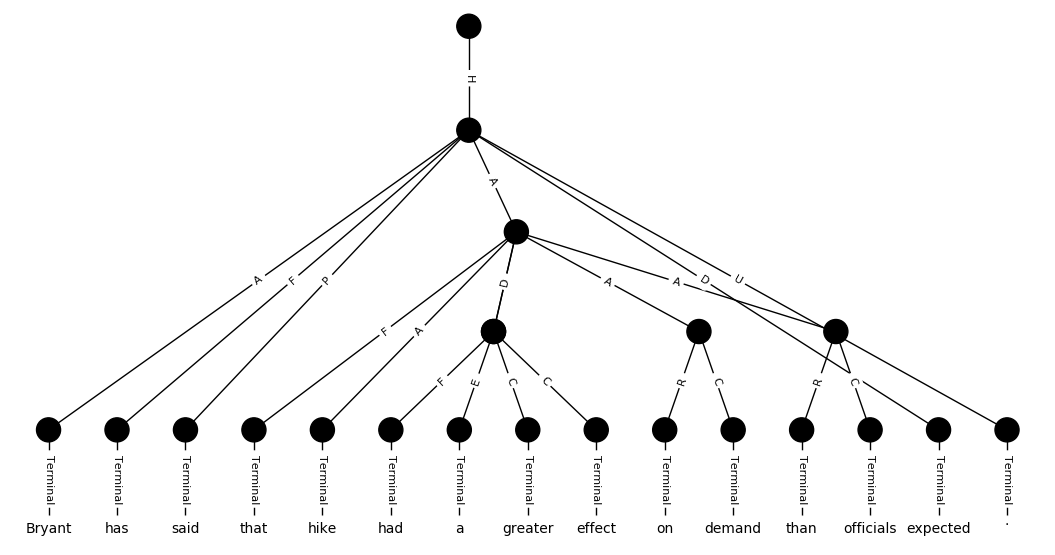 H
A
A F P D U
F A D A A
F E C C R C R C
Terminal Terminal Terminal Terminal Terminal Terminal Terminal Terminal Terminal Terminal Terminal Terminal Terminal Terminal Terminal
Bryant has said that hike had a greater effect on demand than officials expected .